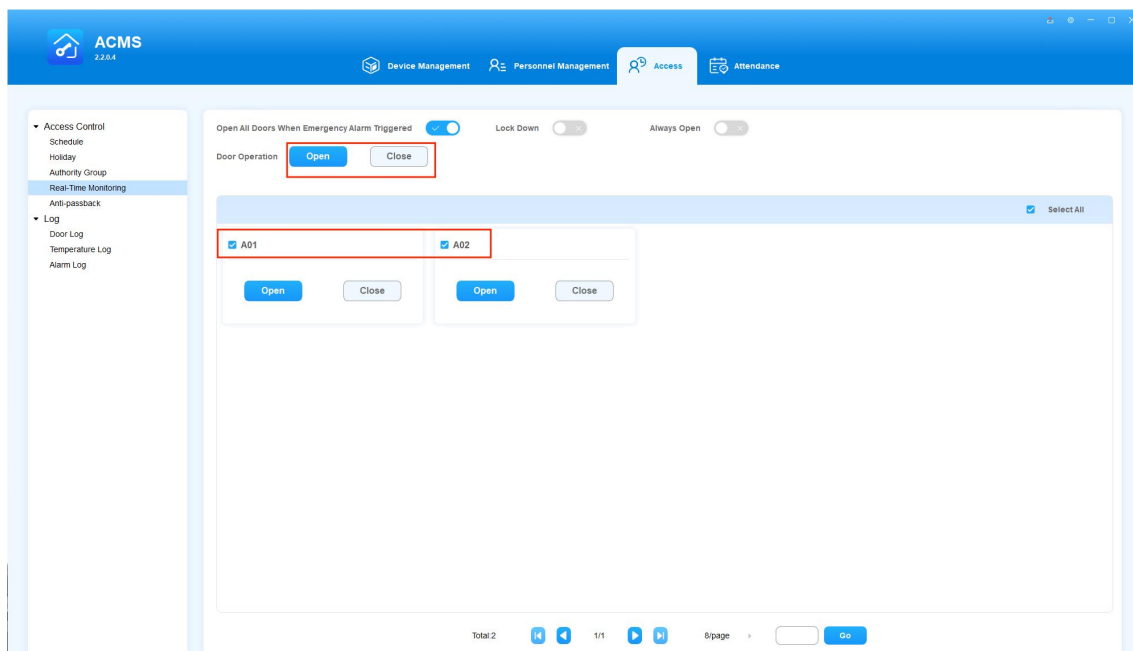 ACMS
2.2.0.4
Device Management
Personnel Management
Access
Attendance
Access Control
Schedule
Holiday
Authority Group
Real-Time Monitoring
Anti-passback
Log
Door Log
Temperature Log
Alarm Log
Open All Doors When Emergency Alarm Triggered
Lock Down
Always Open
Door Operation
Open
Close
Select All
A01
A02
Open
Close
Open
Close
Total:2
1/1
8/page
Go